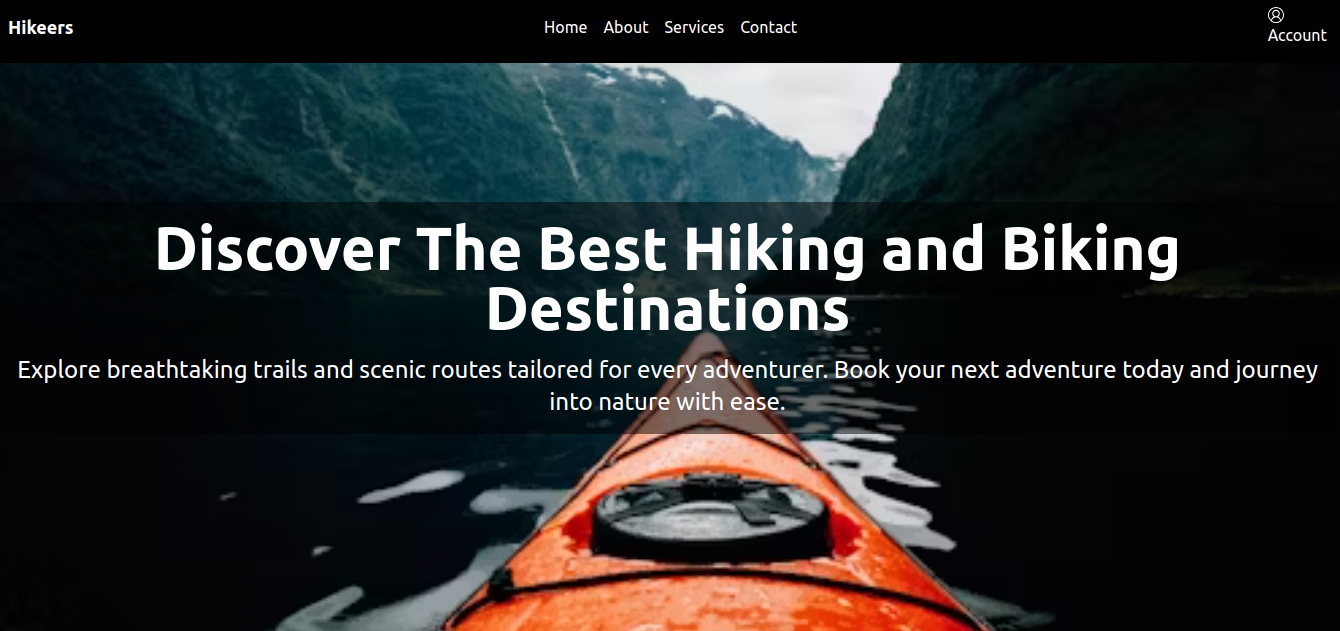 Hikeers
Home About Services Contact
Account
Discover The Best Hiking and Biking
Destinations
Explore breathtaking trails and scenic routes tailored for every adventurer. Book your next adventure today and journey
into nature with ease.